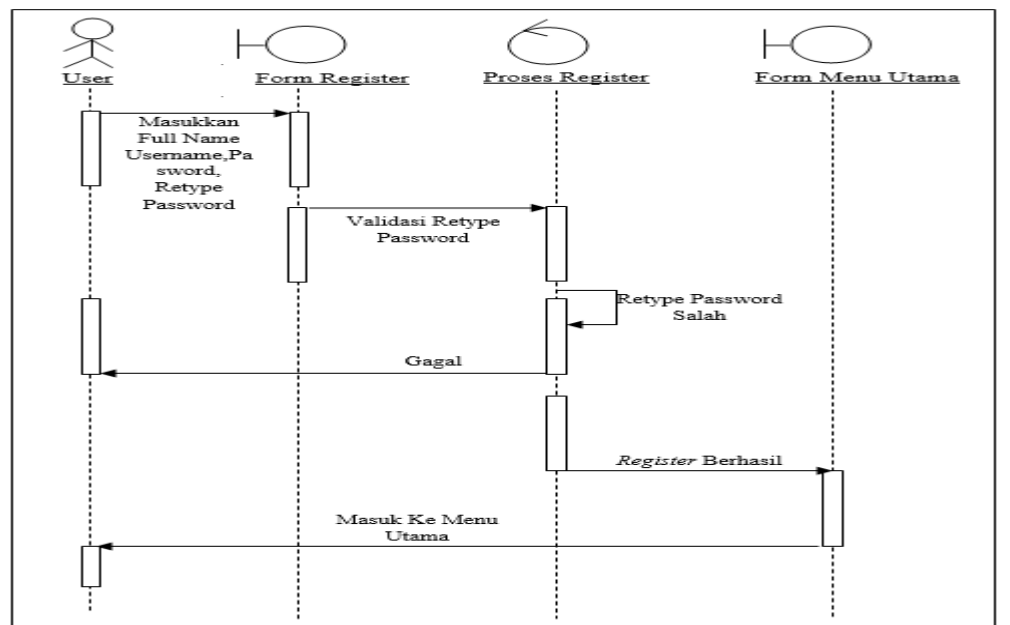 User
Form Register
Proses Register
Form Menu Utama
Masukkan
Full Name
Username,Pa
sword,
Retype
Password
Validasi Retype
Password
Retype Password
Salah
Gagal
Register Berhasil
Masuk Ke Menu
Utama